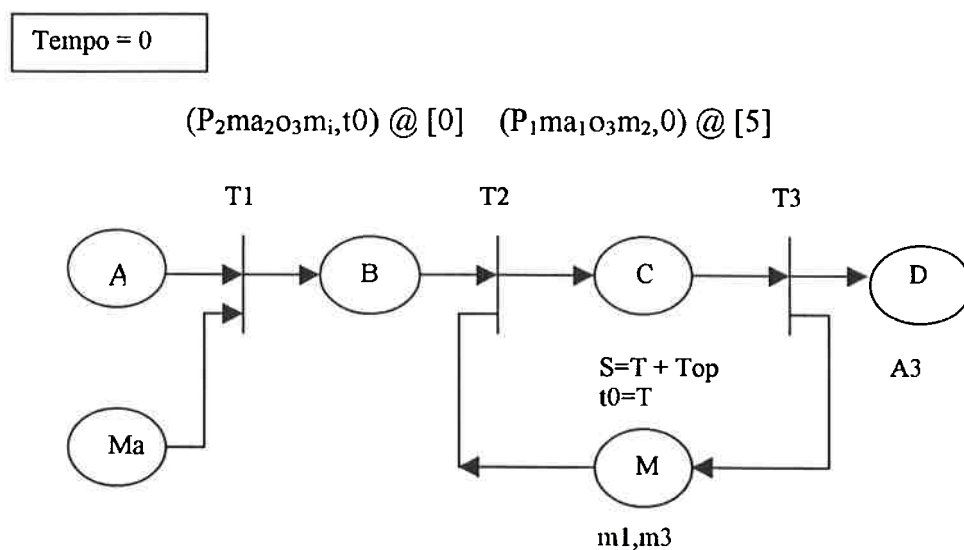 Tempo = 0
(P₂ma₂o₃mᵢ,t0) @ [0] (P₁ma₁o₃m₂,0) @ [5]
T1 T2 T3
A B C D
S=T + Top
t0=T
A3
Ma M
m1,m3